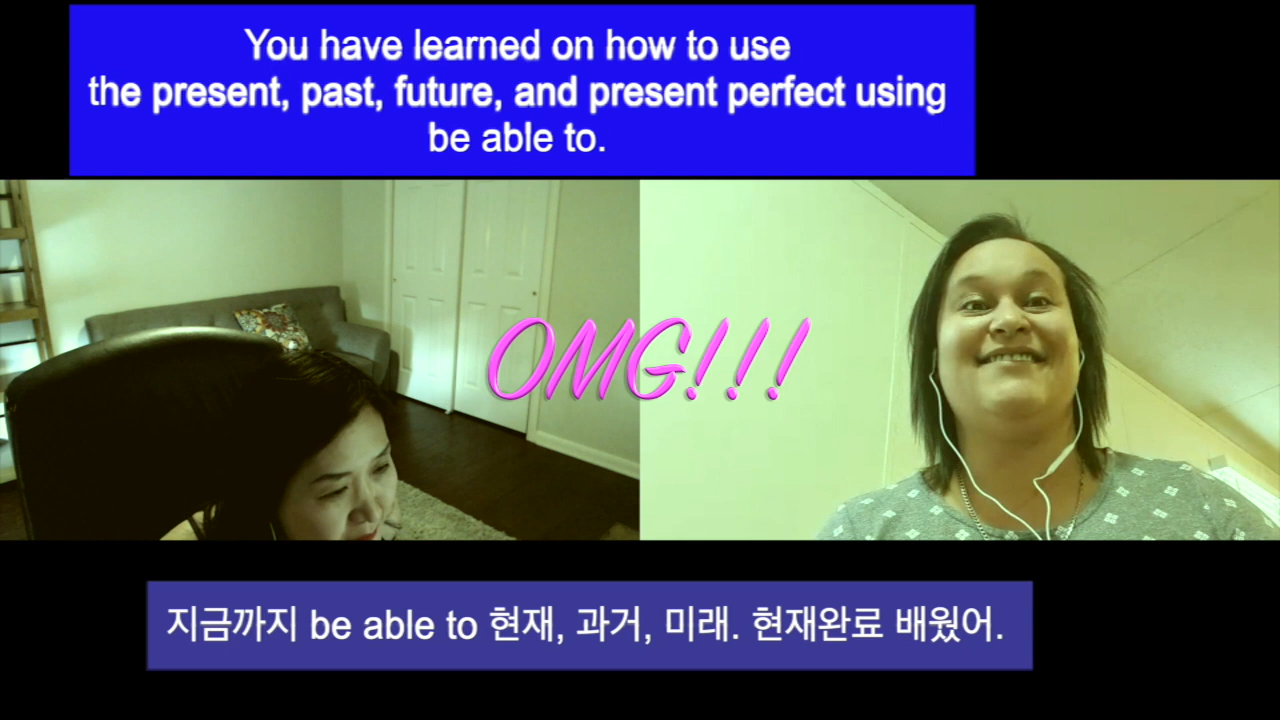 You have learned on how to use
the present, past, future, and present perfect using
be able to.
OMG!!!
지금까지 be able to 현재, 과거, 미래. 현재완료 배웠어.